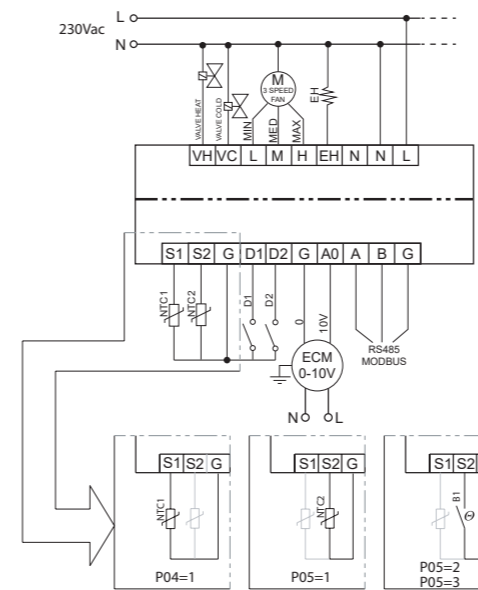 230Vac
L
N
VALVE HEAT
VALVE COLD
M
3 SPEED
FAN
MIN
MED
MAX
EH
VH VC L M H EH N N L
S1 S2 G D1 D2 G A0 A B G
NTC1
NTC2
D1
D2
0
10V
ECM
0-10V
RS485
MODBUS
N L
S1 S2 G
NTC1
P04=1
S1 S2 G
NTC2
P05=1
S1 S2
B1
Θ
P05=2
P05=3